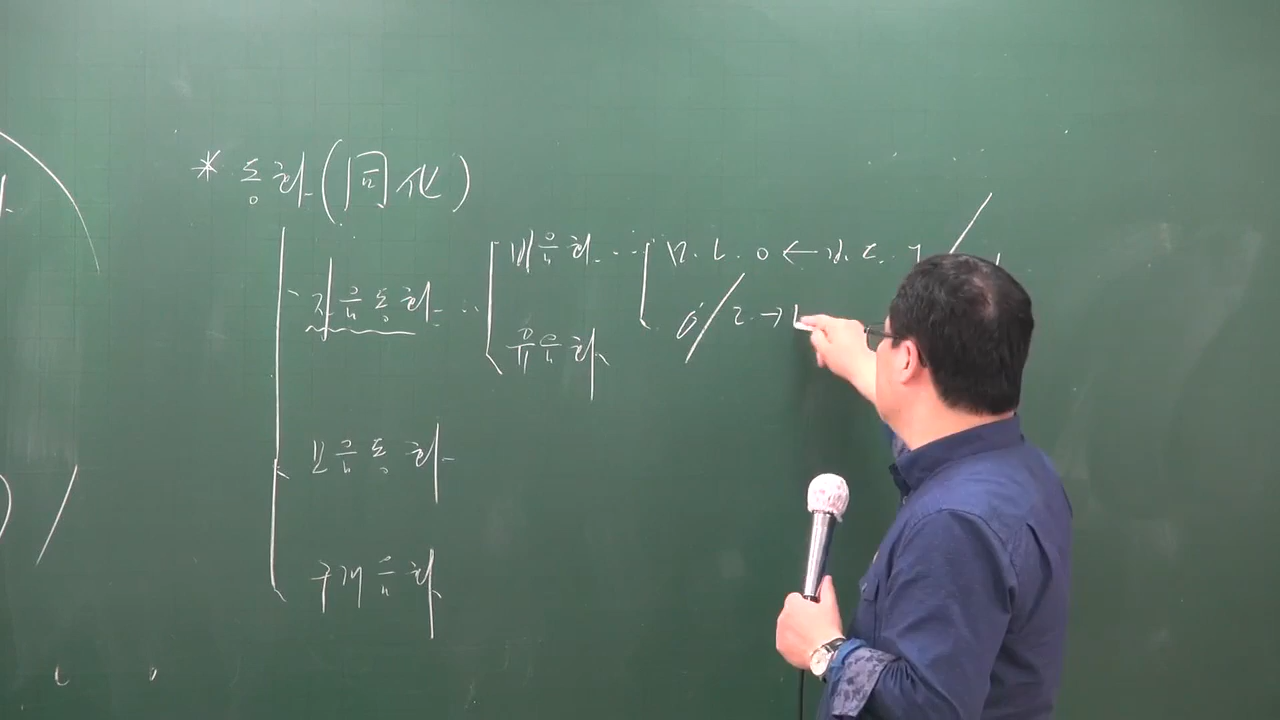 * 동화(同化)
비음화 … ㅁ.ㄴ.ㅇ ← ㅂ.ㄷ.ㄱ /
자음동화 … ㅇ / ㄹ → ㄴ
유음화
모음동화
구개음화